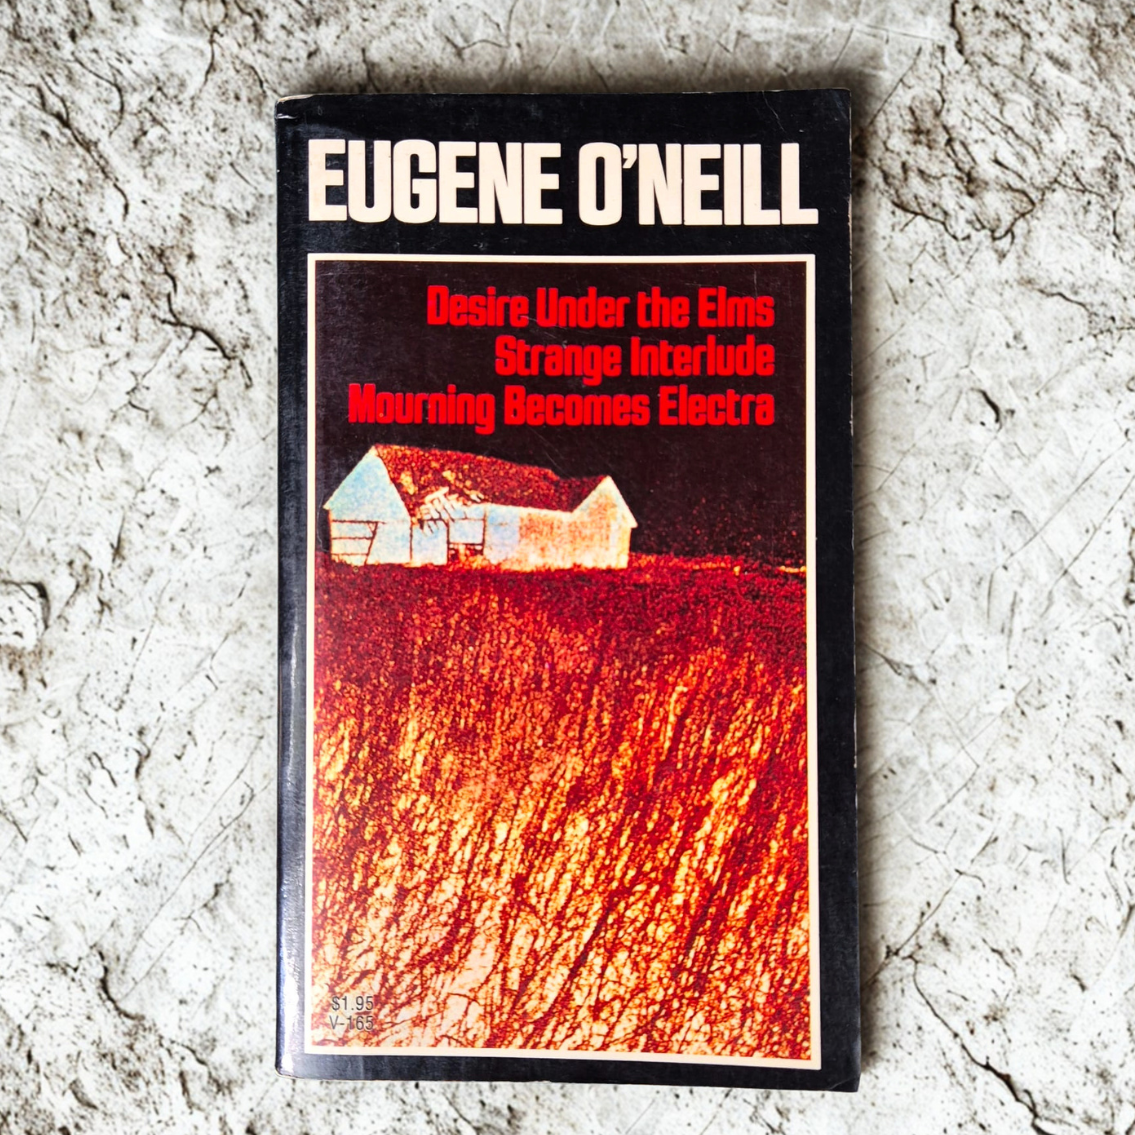 EUGENE O'NEILL
Desire Under the Elms
Strange Interlude
Mourning Becomes Electra
$1.95
V-165